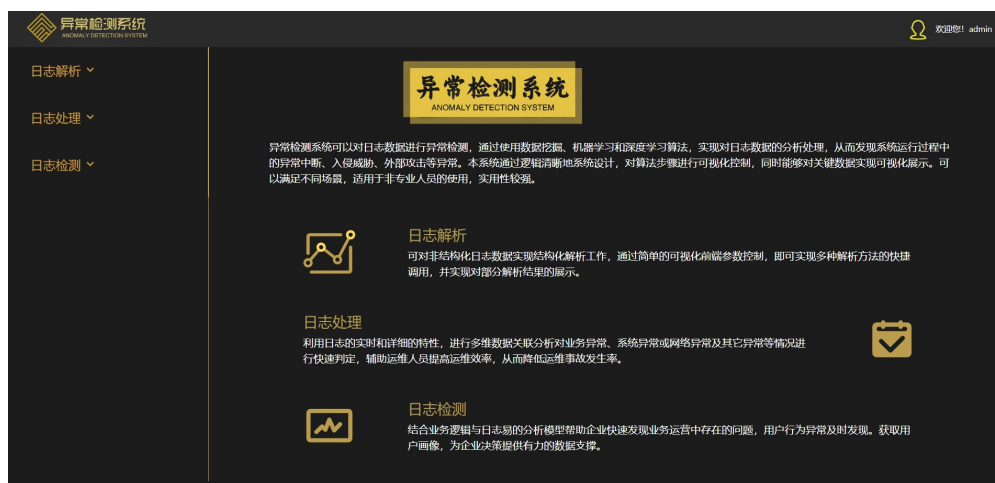 异常检测系统
ANOMALY DETECTION SYSTEM
欢迎您！admin
日志解析
日志处理
日志检测
异常检测系统
ANOMALY DETECTION SYSTEM
异常检测系统可以对日志数据进行异常检测，通过使用数据挖掘、机器学习和深度学习算法，实现对日志数据的分析处理，从而发现系统运行过程中
的异常中断、入侵威胁、外部攻击等异常。本系统通过逻辑清晰地系统设计，对算法步骤进行可视化控制，同时能够对关键数据实现可视化展示。可
以满足不同场景，适用于非专业人员的使用，实用性较强。
日志解析
可对非结构化日志数据实现结构化解析工作，通过简单的可视化前端参数控制，即可实现多种解析方法的快捷
调用，并实现对部分解析结果的展示。
日志处理
利用日志的实时和详细的特性，进行多维数据关联分析对业务异常、系统异常或网络异常及其它异常等情况进
行快速判定，辅助运维人员提高运维效率，从而降低运维事故发生率。
日志检测
结合业务逻辑与日志易的分析模型帮助企业快速发现业务运营中存在的问题，用户行为异常及时发现。获取用
户画像，为企业决策提供有力的数据支撑。